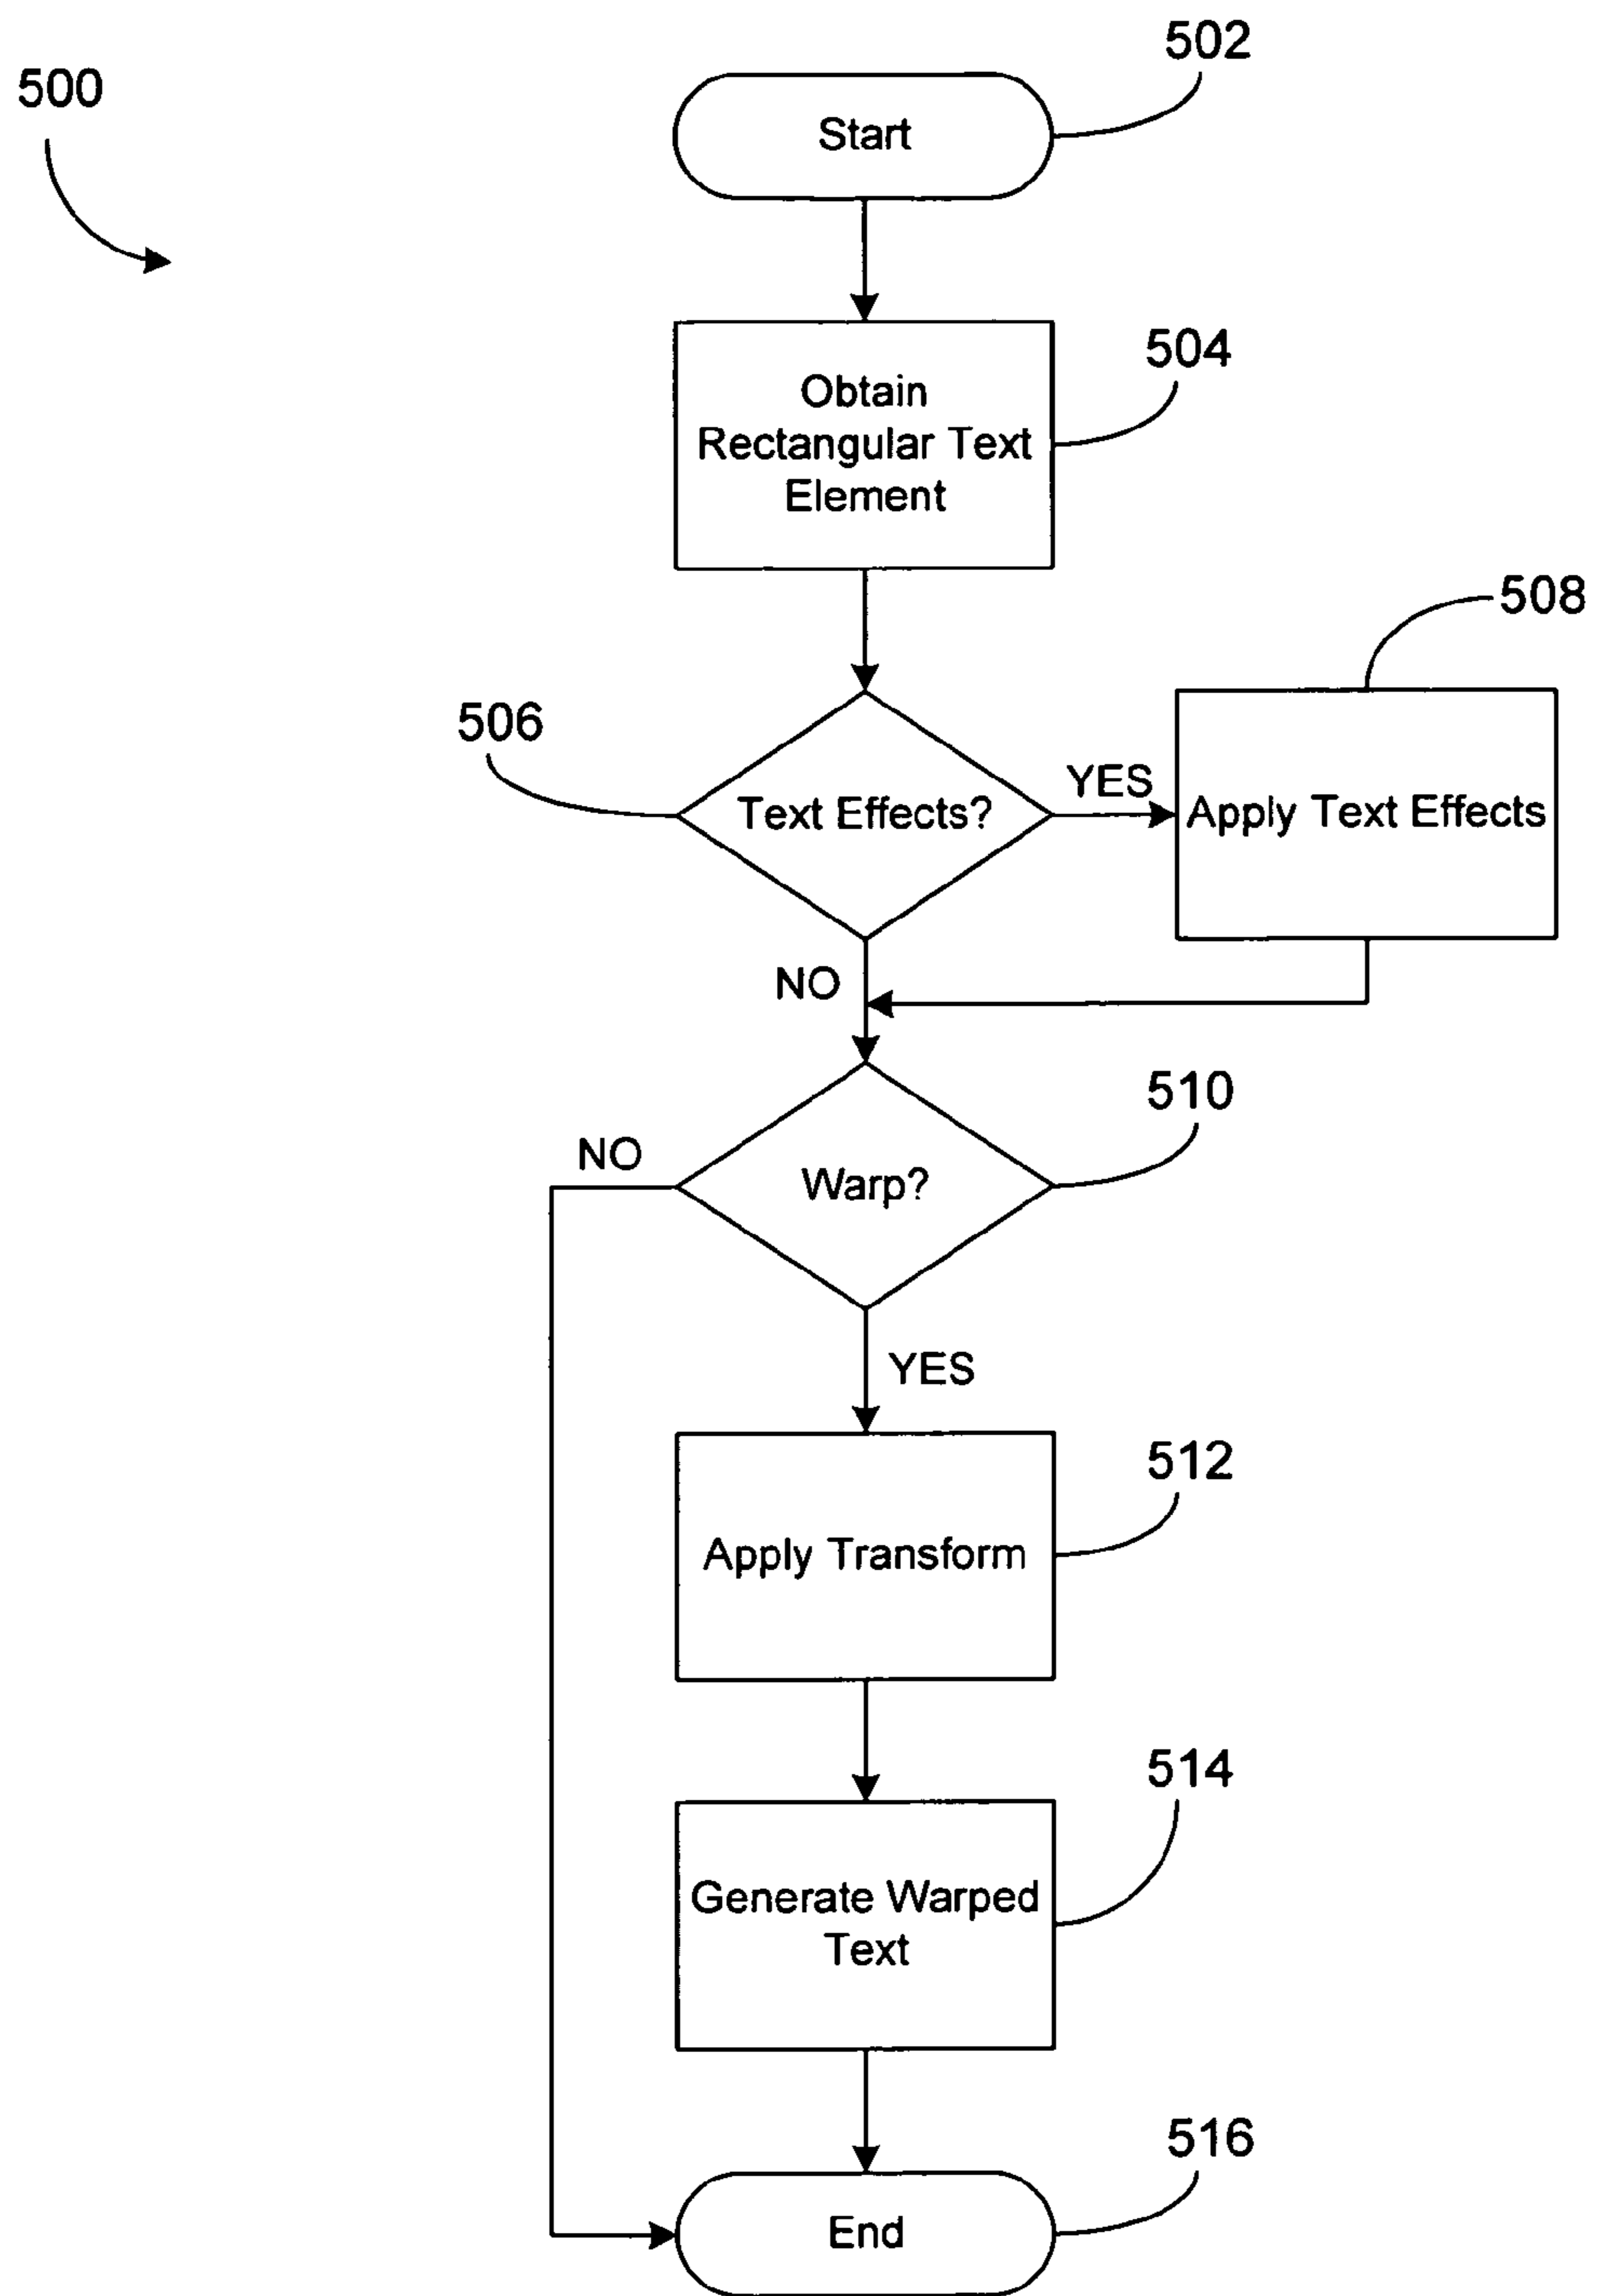 500
502
Start
504
Obtain
Rectangular Text
Element
508
506
Text Effects?
YES
Apply Text Effects
NO
510
NO
Warp?
YES
512
Apply Transform
514
Generate Warped
Text
516
End